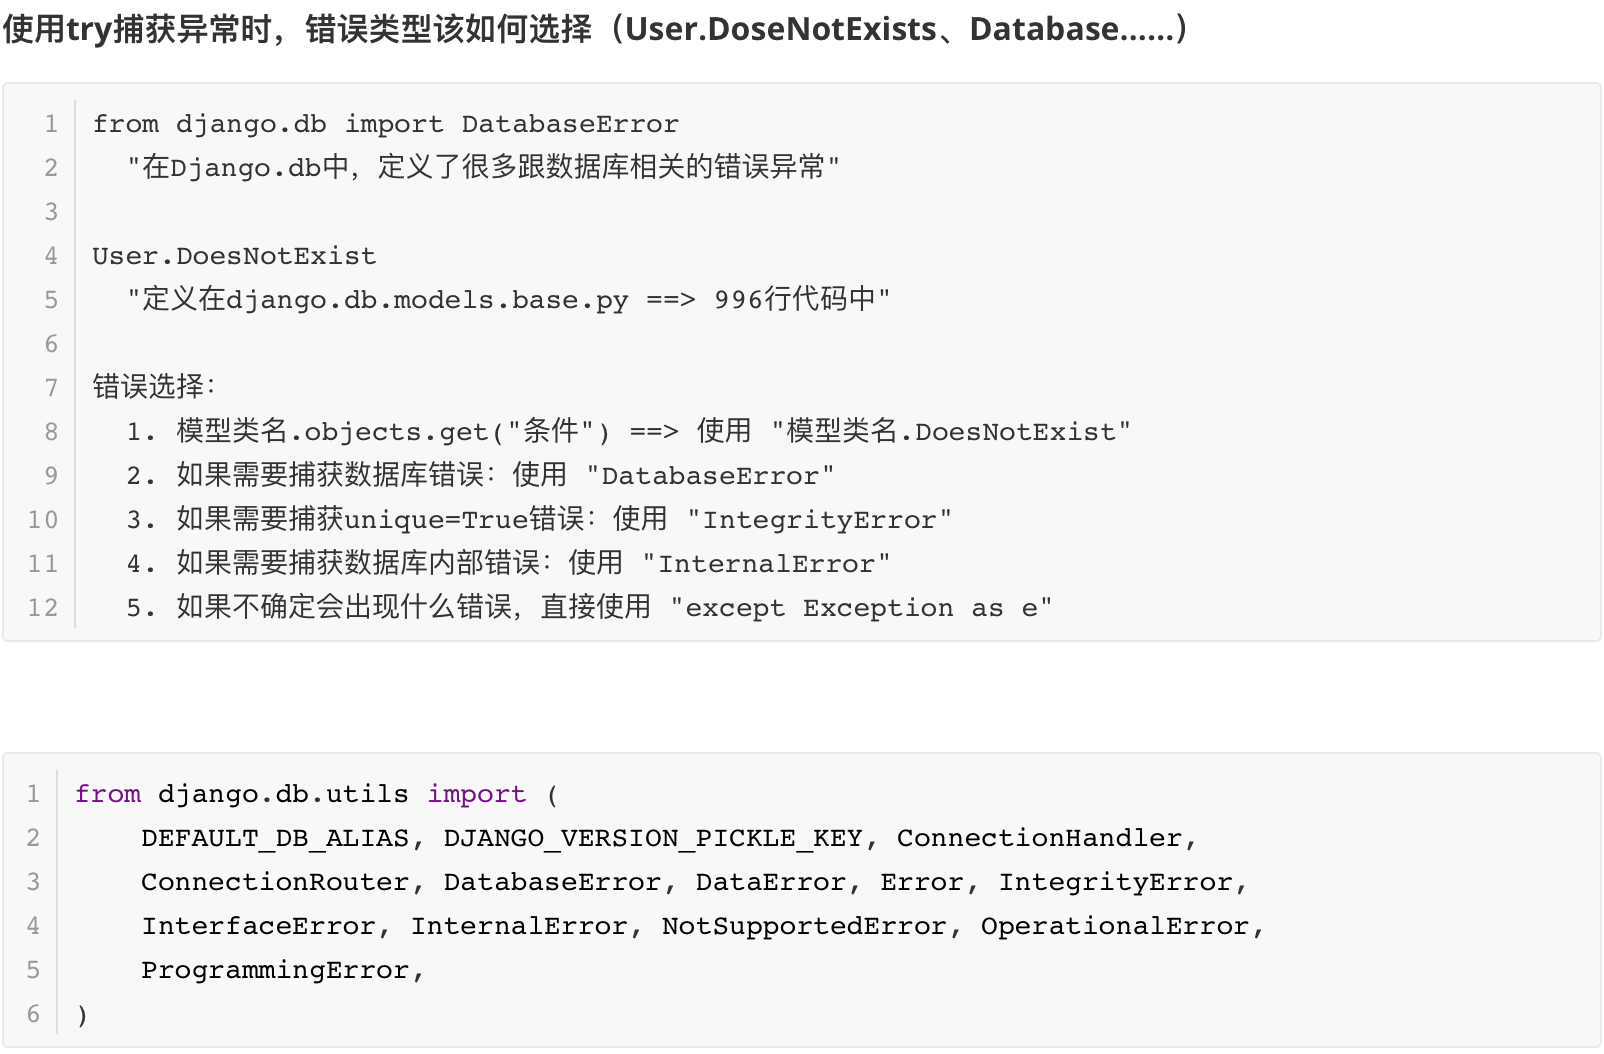 使用try捕获异常时，错误类型该如何选择（User.DoseNotExists、Database......）
1 from django.db import DatabaseError
2   "在Django.db中，定义了很多跟数据库相关的错误异常"
3
4 User.DoesNotExist
5   "定义在django.db.models.base.py ==> 996行代码中"
6
7 错误选择：
8   1. 模型类名.objects.get("条件") ==> 使用 "模型类名.DoesNotExist"
9   2. 如果需要捕获数据库错误：使用 "DatabaseError"
10   3. 如果需要捕获unique=True错误：使用 "IntegrityError"
11   4. 如果需要捕获数据库内部错误：使用 "InternalError"
12   5. 如果不确定会出现什么错误，直接使用 "except Exception as e"
1 from django.db.utils import (
2     DEFAULT_DB_ALIAS, DJANGO_VERSION_PICKLE_KEY, ConnectionHandler,
3     ConnectionRouter, DatabaseError, DataError, Error, IntegrityError,
4     InterfaceError, InternalError, NotSupportedError, OperationalError,
5     ProgrammingError,
6 )